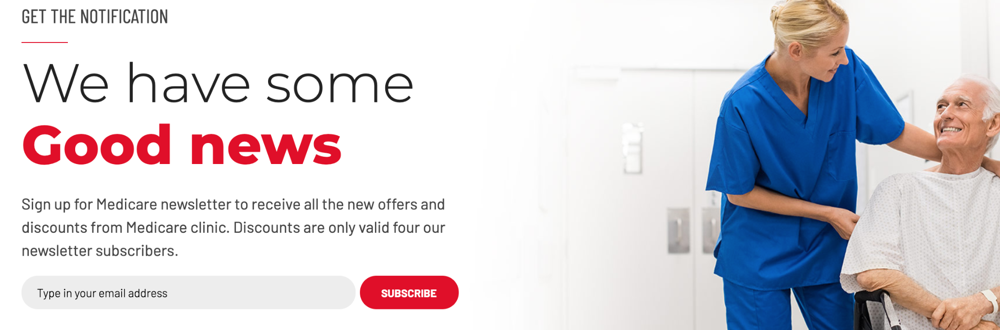 GET THE NOTIFICATION
We have some
Good news
Sign up for Medicare newsletter to receive all the new offers and
discounts from Medicare clinic. Discounts are only valid four our
newsletter subscribers.
Type in your email address
SUBSCRIBE